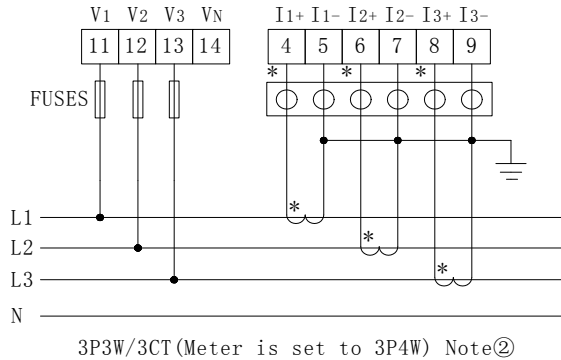 V1 V2 V3 VN I1+ I1- I2+ I2- I3+ I3-
11 12 13 14 4 5 6 7 8 9
* * *
FUSES
*
L1
*
L2
*
L3
N
3P3W/3CT(Meter is set to 3P4W) Note②